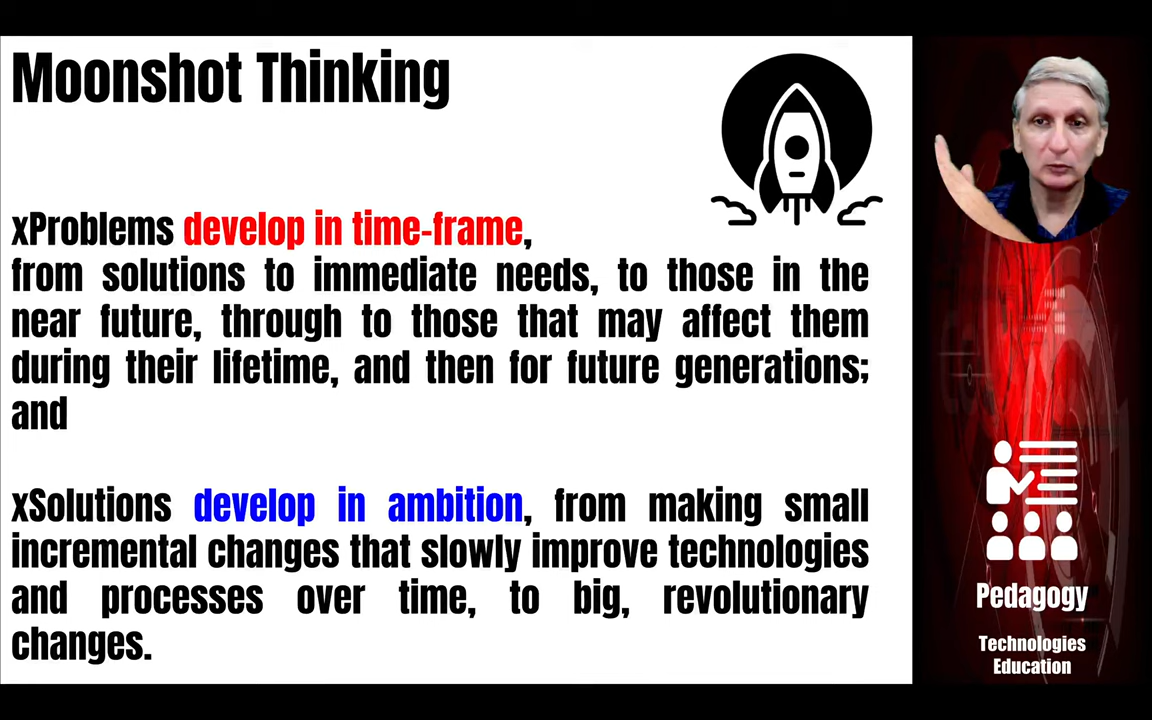 Moonshot Thinking
xProblems develop in time-frame,
from solutions to immediate needs, to those in the
near future, through to those that may affect them
during their lifetime, and then for future generations;
and
xSolutions develop in ambition, from making small
incremental changes that slowly improve technologies
and processes over time, to big, revolutionary
changes.
Pedagogy
Technologies
Education